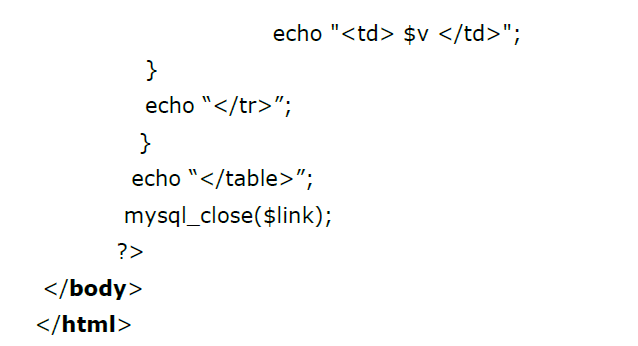 echo "<td> $v </td>";
}
echo “</tr>”;
}
echo “</table>”;
mysql_close($link);
?>
</body>
</html>